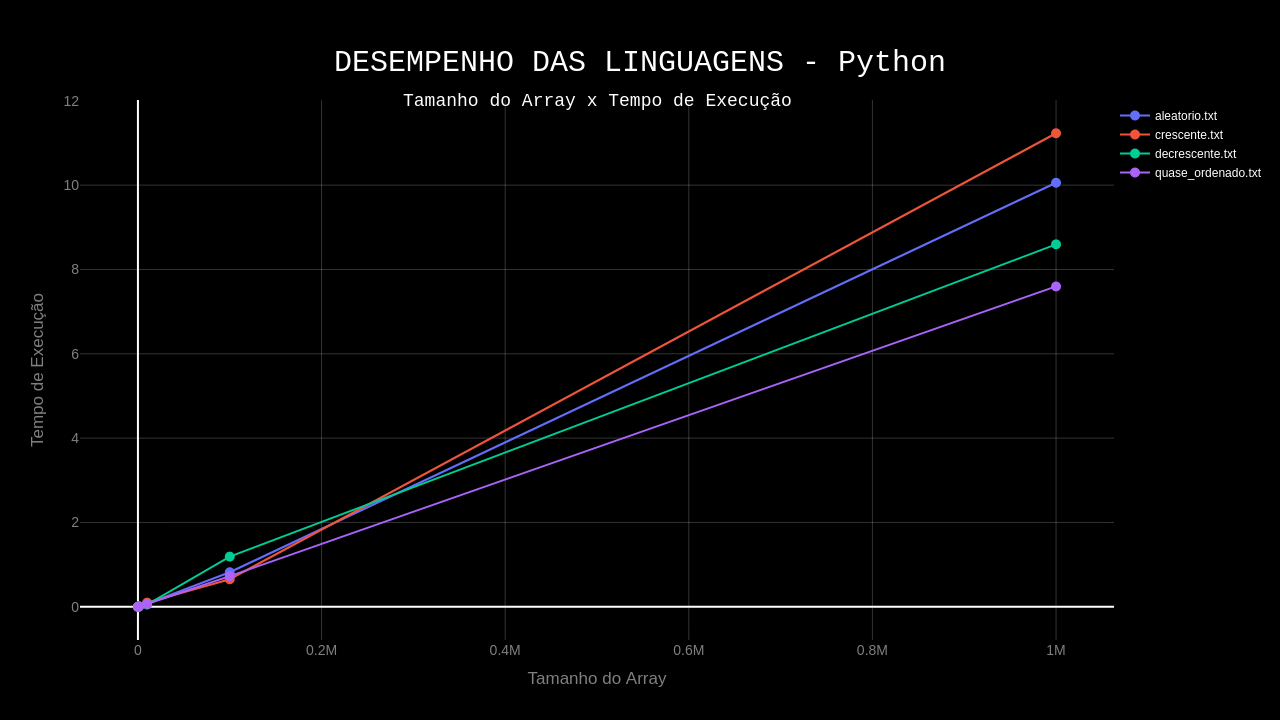 DESEMPENHO DAS LINGUAGENS - Python
Tamanho do Array x Tempo de Execução
aleatorio.txt
crescente.txt
decrescente.txt
quase_ordenado.txt
Tempo de Execução
12
10
8
6
4
2
0
0
0.2M
0.4M
0.6M
0.8M
1M
Tamanho do Array